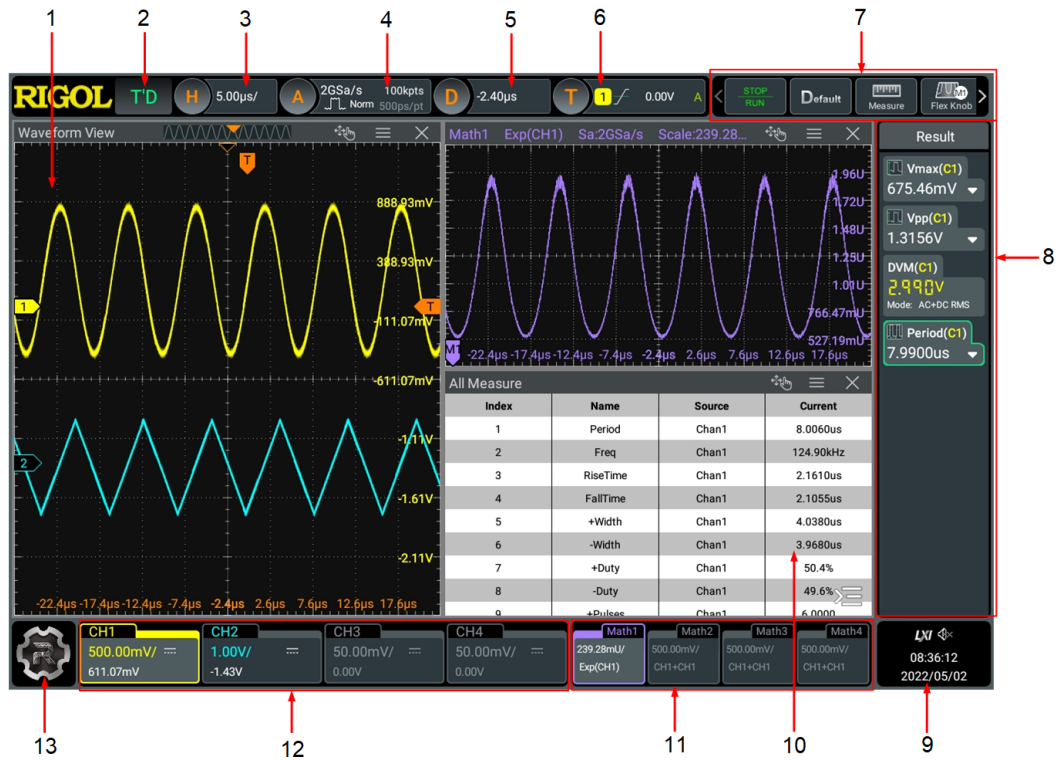 1 2 3 4 5 6 7
RIGOL T'D H 5.00μs/ A 2GSa/s 100kpts D -2.40μs T 1 0.00V A STOP Default Measure Flex Knob
Norm 500ps/pt RUN M1
Waveform View Math1 Exp(CH1) Sa:2GSa/s Scale:239.28... Result
T
888.93mV
388.93mV
1 T
-111.07mV
-611.07mV
2
-1.11V
-1.61V
-2.11V
-22.4μs -17.4μs -12.4μs -7.4μs -2.4μs 2.6μs 7.6μs 12.6μs 17.6μs
1.96U
1.72U
1.48U
1.25U
1.01U
766.47mU
527.19mU
M1
-22.4μs -17.4μs -12.4μs -7.4μs -2.4μs 2.6μs 7.6μs 12.6μs 17.6μs
Vmax(C1)
675.46mV
Vpp(C1)
1.3156V
DVM(C1)
2.990V
Mode: AC+DC RMS
Period(C1)
7.9900us
8
All Measure
Index Name Source Current
1 Period Chan1 8.0060us
2 Freq Chan1 124.90kHz
3 RiseTime Chan1 2.1610us
4 FallTime Chan1 2.1055us
5 +Width Chan1 4.0380us
6 -Width Chan1 3.9680us
7 +Duty Chan1 50.4%
8 -Duty Chan1 49.6%
9 +Pulses Chan1 6.0000
CH1 CH2 CH3 CH4 Math1 Math2 Math3 Math4
500.00mV/ 1.00V/ 50.00mV/ 50.00mV/ 239.28mU/ 500.00mV/ 500.00mV/ 500.00mV/
611.07mV -1.43V 0.00V 0.00V Exp(CH1) CH1+CH1 CH1+CH1 CH1+CH1
LXI
08:36:12
2022/05/02
13 12 11 10 9